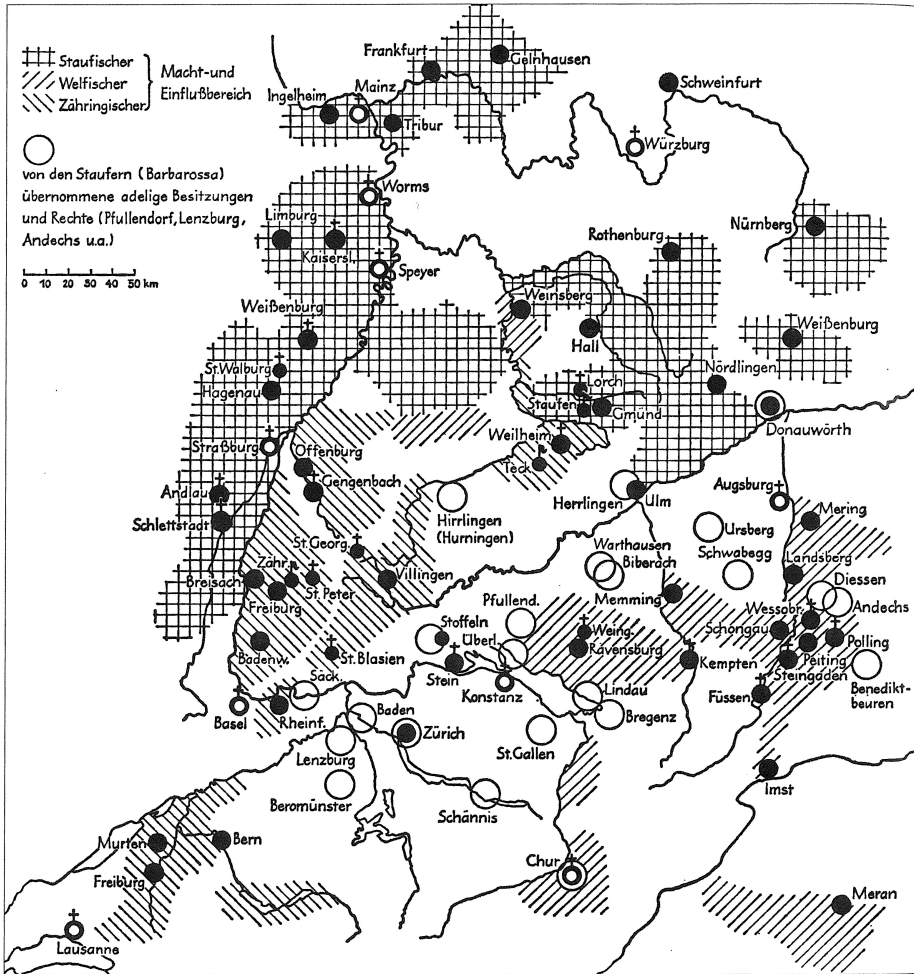 Staufischer
Welfischer
Zähringischer
Macht-und
Einflußbereich
von den Staufern (Barbarossa)
übernommene adelige Besitzungen
und Rechte (Pfullendorf, Lenzburg,
Andechs u.a.)
0 10 20 30 40 50 km
Frankfurt
Gelnhausen
Schweinfurt
Mainz
Ingelheim
Tribur
Würzburg
Worms
Limburg
Kaisersl.
Nürnberg
Rothenburg
Speyer
Weißenburg
Weinsberg
Weißenburg
Hall
St.Walburg
Hagenau
Nördlingen
Lorch
Staufen
Gmünd
Donauwörth
Straßburg
Offenburg
Weilheim
Teck
Gengenbach
Andlau
Schlettstadt
Hirrlingen
(Hurningen)
Herrlingen
Ulm
Augsburg
Mering
Ursberg
Schwabegg
St.Georg.
Zähr.
Breisach
Freiburg
St.Peter
Villingen
Warthausen
Biberach
Memming.
Landsberg
Diessen
Andechs
Wessobr.
Schongau
Polling
Peiting
Steingaden
Benedikt-
beuren
Pfullend.
Stoffeln
Überl.
Weing.
Ravensburg
Badenw.
St.Blasien
Stein
Konstanz
Kempten
Füssen
Säck.
Basel
Rheinf.
Baden
Zürich
Lindau
Bregenz
St.Gallen
Lenzburg
Beromünster
Schännis
Imst
Murten
Bern
Freiburg
Chur
Meran
Lausanne